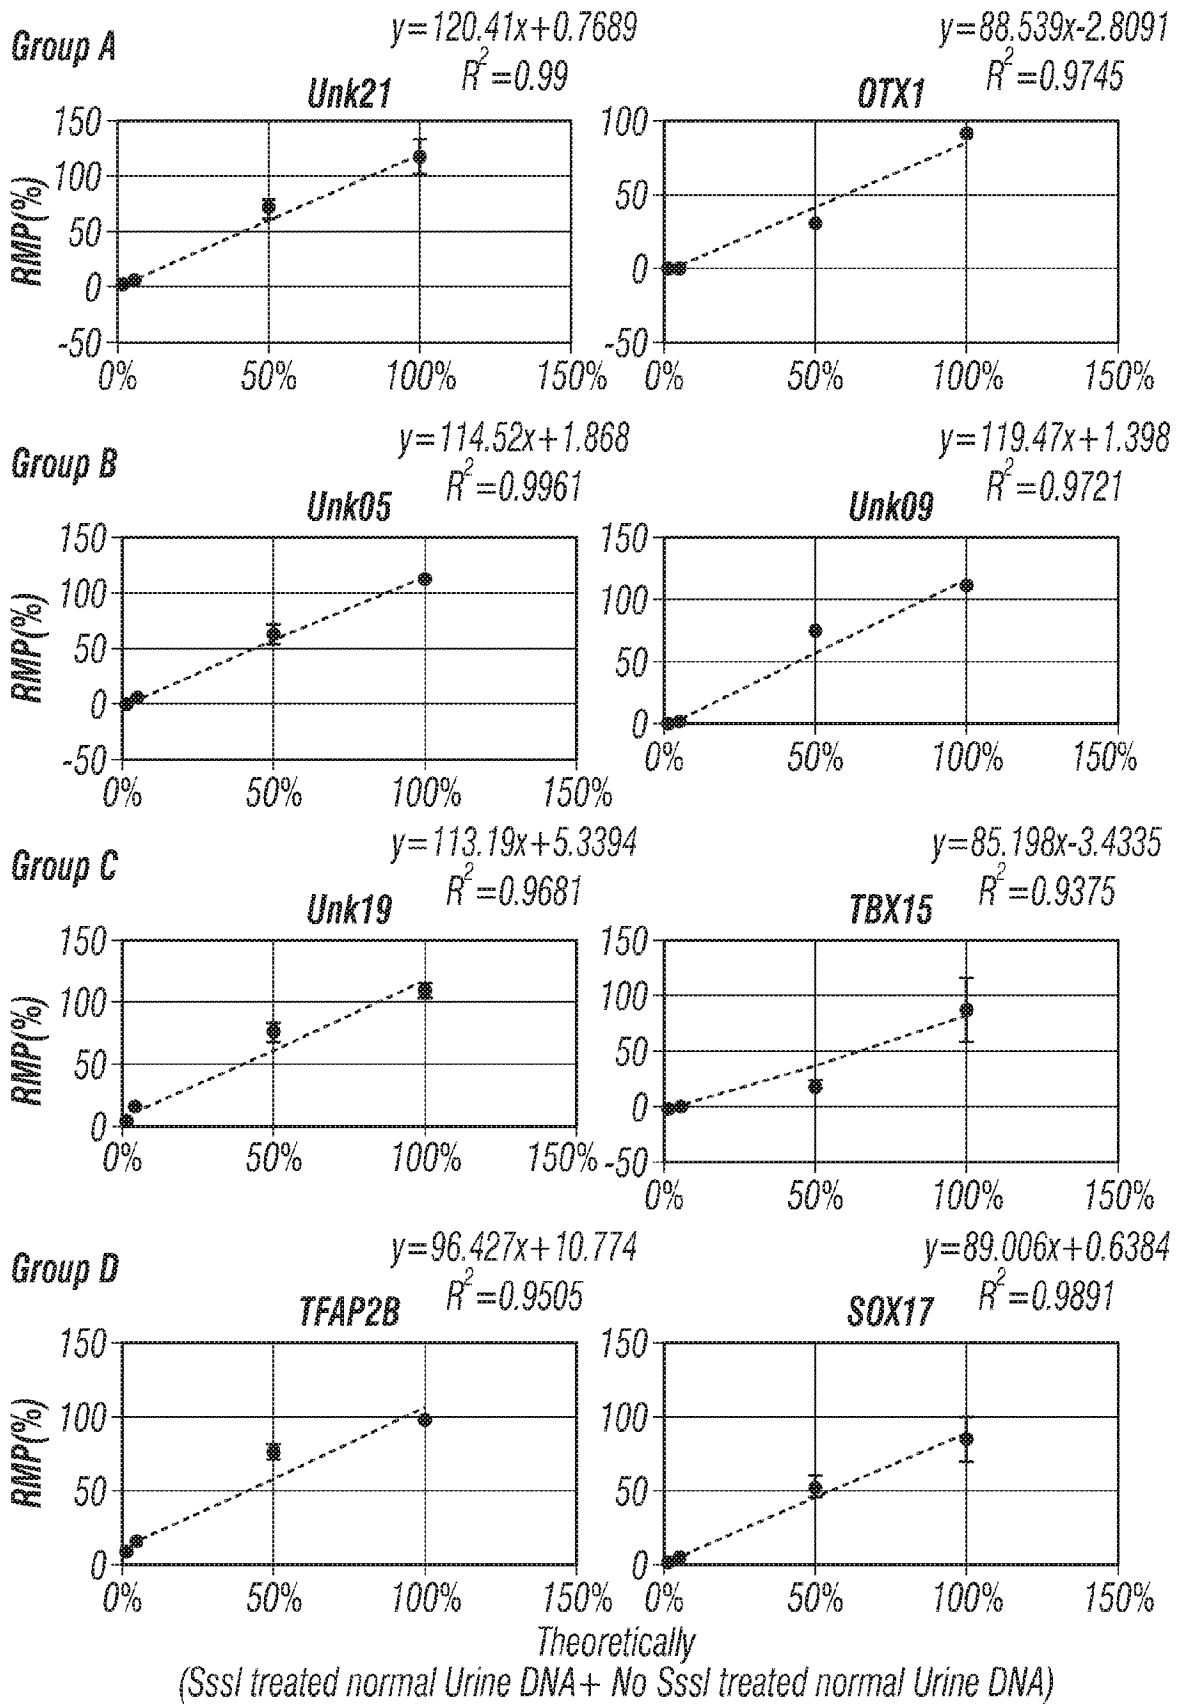 Group A
y=120.41x+0.7689
R²=0.99
Unk21
y=88.539x-2.8091
R²=0.9745
OTX1
RMP(%)
150
100
50
0
-50
0% 50% 100% 150%
100
50
0
-50
0% 50% 100% 150%
Group B
y=114.52x+1.868
R²=0.9961
Unk05
y=119.47x+1.398
R²=0.9721
Unk09
RMP(%)
150
100
50
0
-50
0% 50% 100% 150%
150
100
50
0
0% 50% 100% 150%
Group C
y=113.19x+5.3394
R²=0.9681
Unk19
y=85.198x-3.4335
R²=0.9375
TBX15
RMP(%)
150
100
50
0
0% 50% 100% 150%
150
100
50
0
-50
0% 50% 100% 150%
Group D
y=96.427x+10.774
R²=0.9505
TFAP2B
y=89.006x+0.6384
R²=0.9891
SOX17
RMP(%)
150
100
50
0
0% 50% 100% 150%
150
100
50
0
0% 50% 100% 150%
Theoretically
(SssI treated normal Urine DNA+ No SssI treated normal Urine DNA)